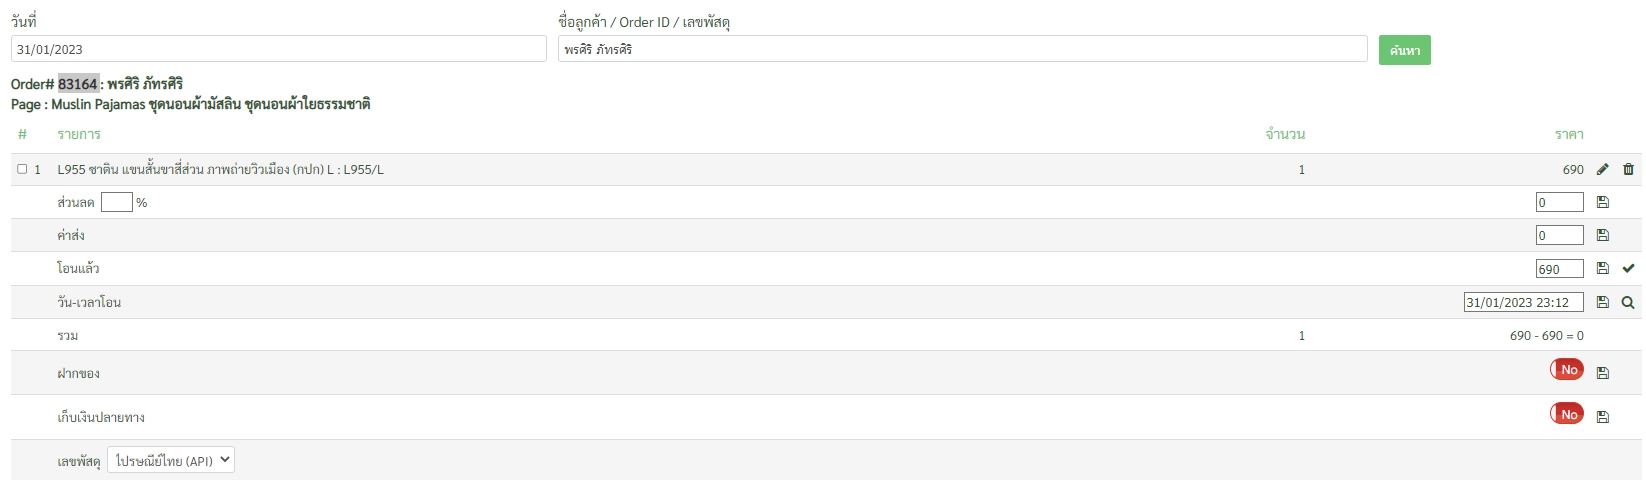 วันที่ ชื่อลูกค้า / Order ID / เลขพัสดุ
31/01/2023 พรศิริ ภัทรศิริ ค้นหา
Order# 83164 : พรศิริ ภัทรศิริ
Page : Muslin Pajamas ชุดนอนผ้ามัสลิน ชุดนอนผ้าใยธรรมชาติ
# รายการ จำนวน ราคา
1 L955 ซาติน แขนสั้นขาสี่ส่วน ภาพถ่ายวิวเมือง (กปก) L : L955/L 1 690
ส่วนลด % 0
ค่าส่ง 0
โอนแล้ว 690
วัน-เวลาโอน 31/01/2023 23:12
รวม 1 690 - 690 = 0
ฝากของ No
เก็บเงินปลายทาง No
เลขพัสดุ ไปรษณีย์ไทย (API)